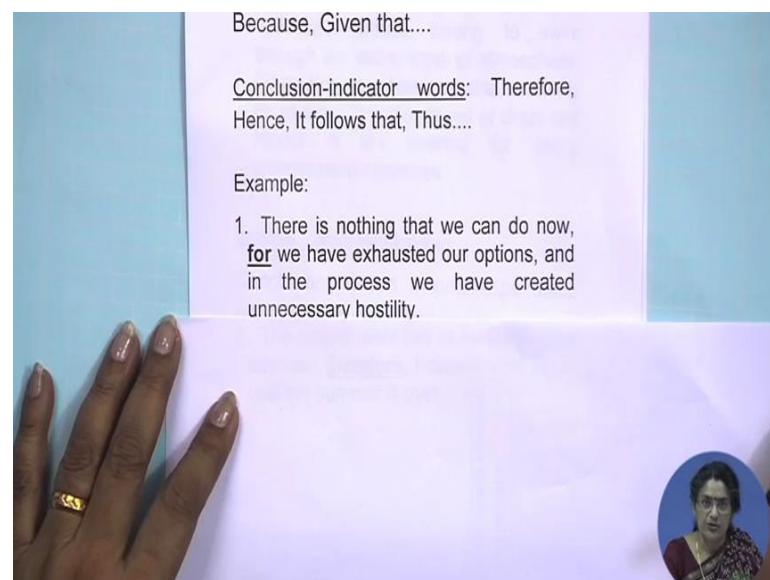 Because, Given that....
Conclusion-indicator words: Therefore,
Hence, It follows that, Thus....
Example:
1. There is nothing that we can do now,
for we have exhausted our options, and
in the process we have created
unnecessary hostility.